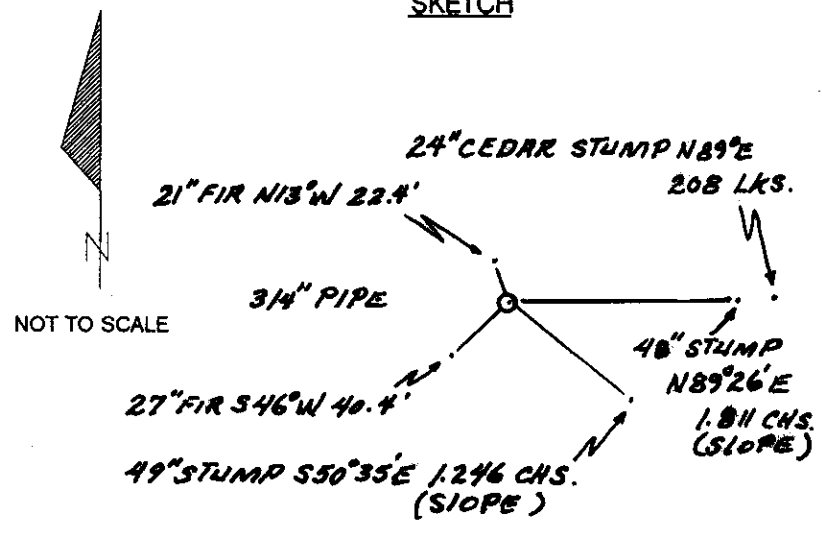 SKETCH
24" CEDAR STUMP N89°E
208 LKS.
21" FIR N13°W 22.4'
3/4" PIPE
N
NOT TO SCALE
48" STUMP
N89°26'E
1.811 CHS.
(SLOPE)
27" FIR S46°W 40.4'
49" STUMP S50°35'E 1.246 CHS.
(SLOPE)